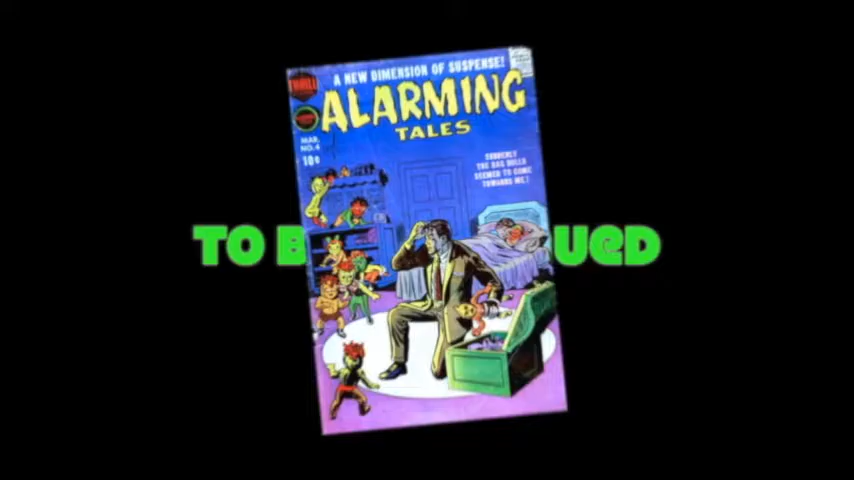 A NEW DIMENSION OF SUSPENSE!
ALARMING
TALES
MAR.
NO.4
10¢
SUDDENLY
THE RAG DOLLS
SEEMED TO COME
TOWARDS ME!
TO B UED